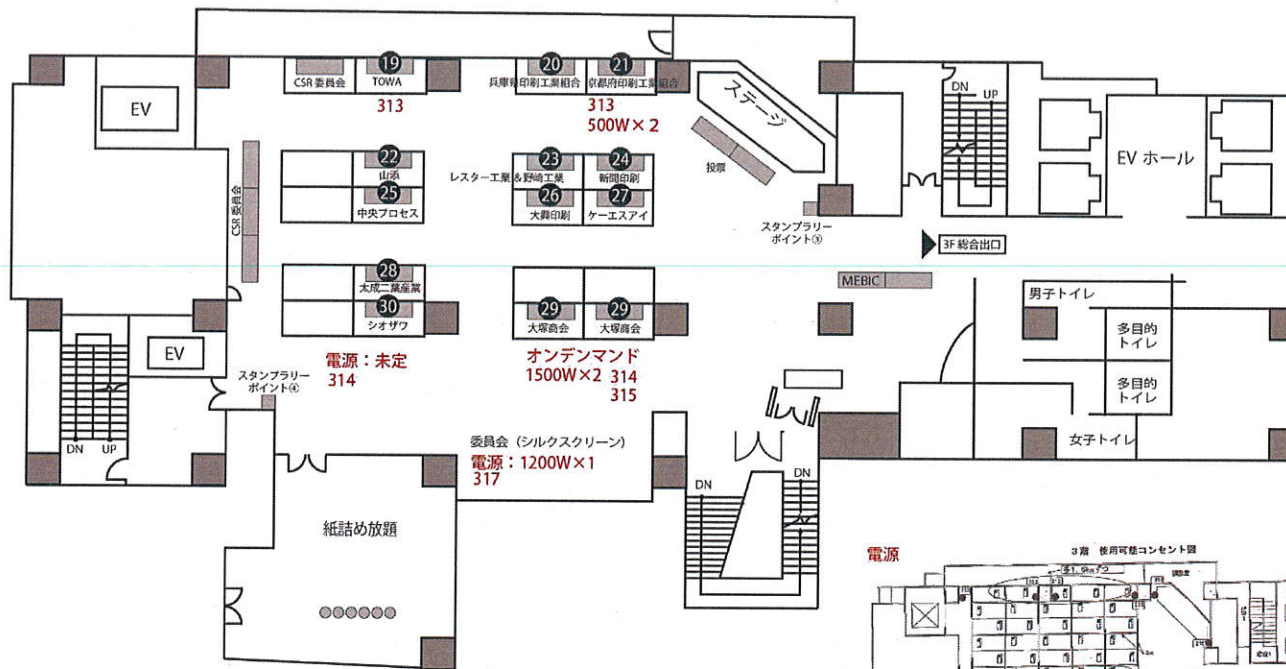 19
20
21
CSR 委員会
TOWA
兵庫県印刷工業組合
京都府印刷工業組合
313
313
500W×2
ステージ
投票
DN
UP
EV
EV ホール
22
山添
23
レスター工業&野崎工業
24
新聞印刷
25
中央プロセス
26
大興印刷
27
ケーエスアイ
CSR 委員会
スタンプラリー
ポイント③
3F 総合出口
MEBIC
28
太成二葉産業
30
シオザワ
29
大塚商会
29
大塚商会
電源：未定
314
オンデンマンド
1500W×2 314
315
男子トイレ
多目的
トイレ
多目的
トイレ
女子トイレ
EV
スタンプラリー
ポイント④
DN
UP
委員会（シルクスクリーン）
電源：1200W×1
317
DN
DN
紙詰め放題
電源
3階 使用可能コンセント図